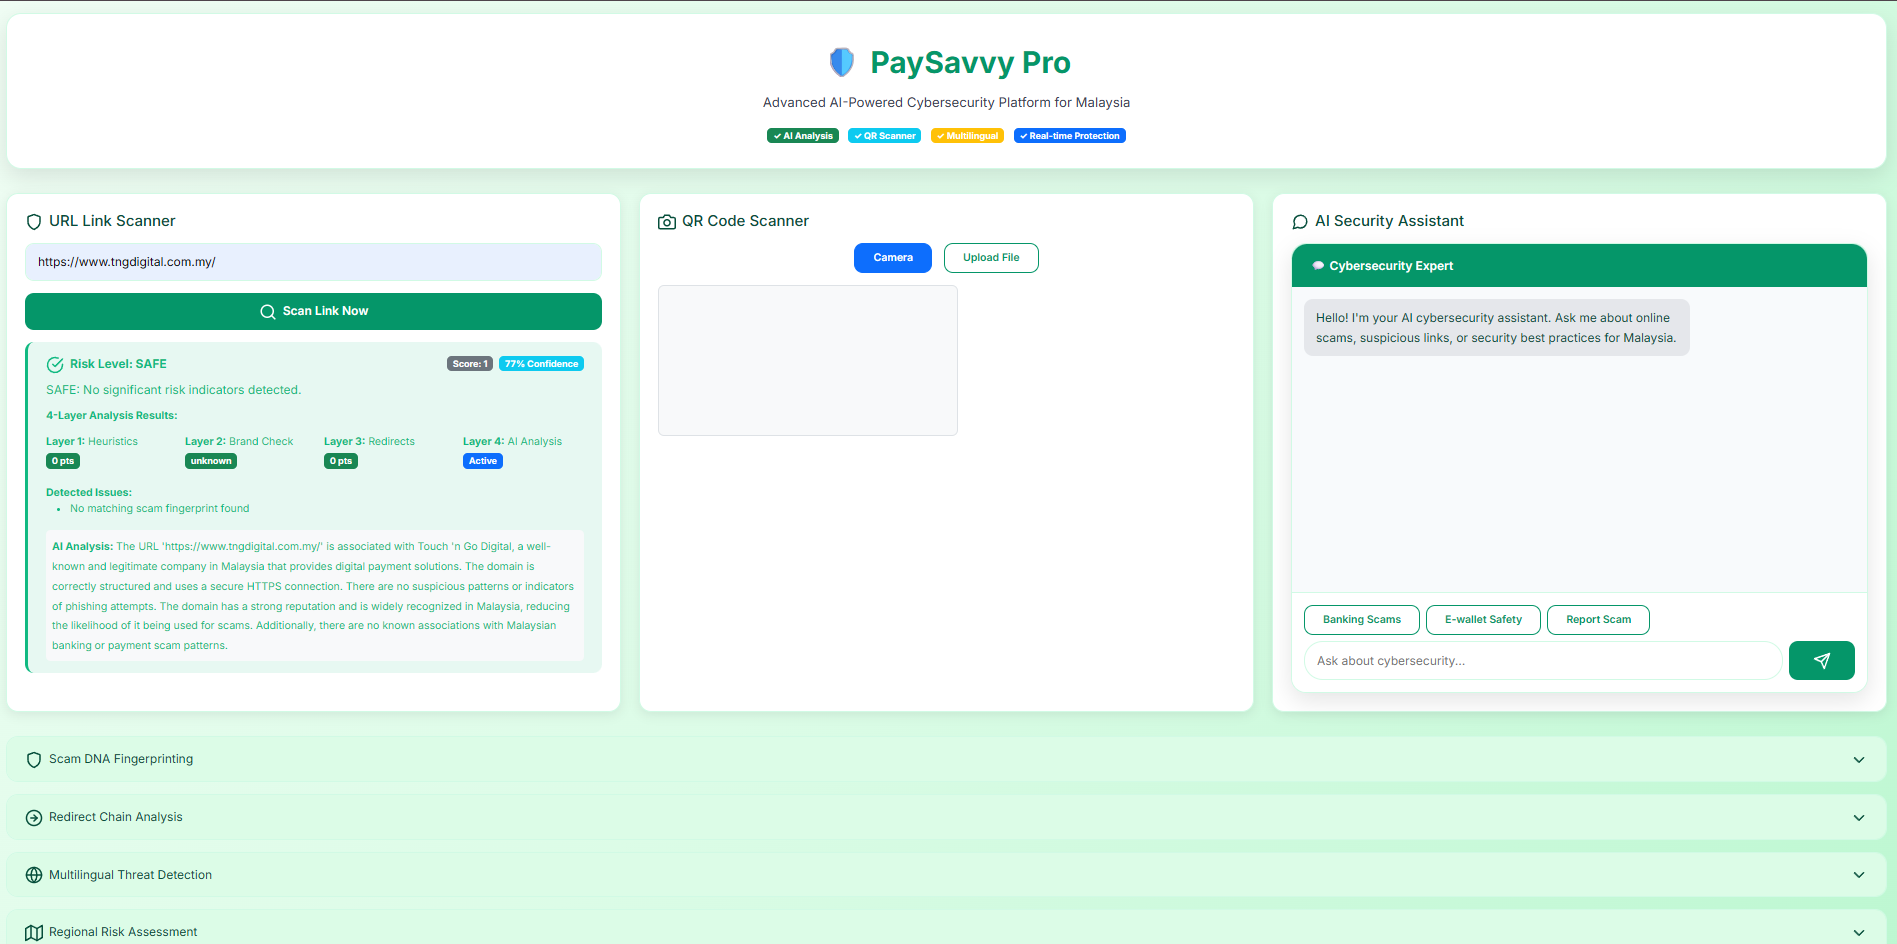 PaySavvy Pro
Advanced AI-Powered Cybersecurity Platform for Malaysia
✓ AI Analysis ✓ QR Scanner ✓ Multilingual ✓ Real-time Protection
URL Link Scanner
https://www.tngdigital.com.my/
Scan Link Now
Risk Level: SAFE Score: 1 77% Confidence
SAFE: No significant risk indicators detected.
4-Layer Analysis Results:
Layer 1: Heuristics Layer 2: Brand Check Layer 3: Redirects Layer 4: AI Analysis
0 pts unknown 0 pts Active
Detected Issues:
• No matching scam fingerprint found
AI Analysis: The URL 'https://www.tngdigital.com.my/' is associated with Touch 'n Go Digital, a well-
known and legitimate company in Malaysia that provides digital payment solutions. The domain is
correctly structured and uses a secure HTTPS connection. There are no suspicious patterns or indicators
of phishing attempts. The domain has a strong reputation and is widely recognized in Malaysia, reducing
the likelihood of it being used for scams. Additionally, there are no known associations with Malaysian
banking or payment scam patterns.
QR Code Scanner
Camera Upload File
AI Security Assistant
Cybersecurity Expert
Hello! I'm your AI cybersecurity assistant. Ask me about online
scams, suspicious links, or security best practices for Malaysia.
Banking Scams E-wallet Safety Report Scam
Ask about cybersecurity...
Scam DNA Fingerprinting
Redirect Chain Analysis
Multilingual Threat Detection
Regional Risk Assessment